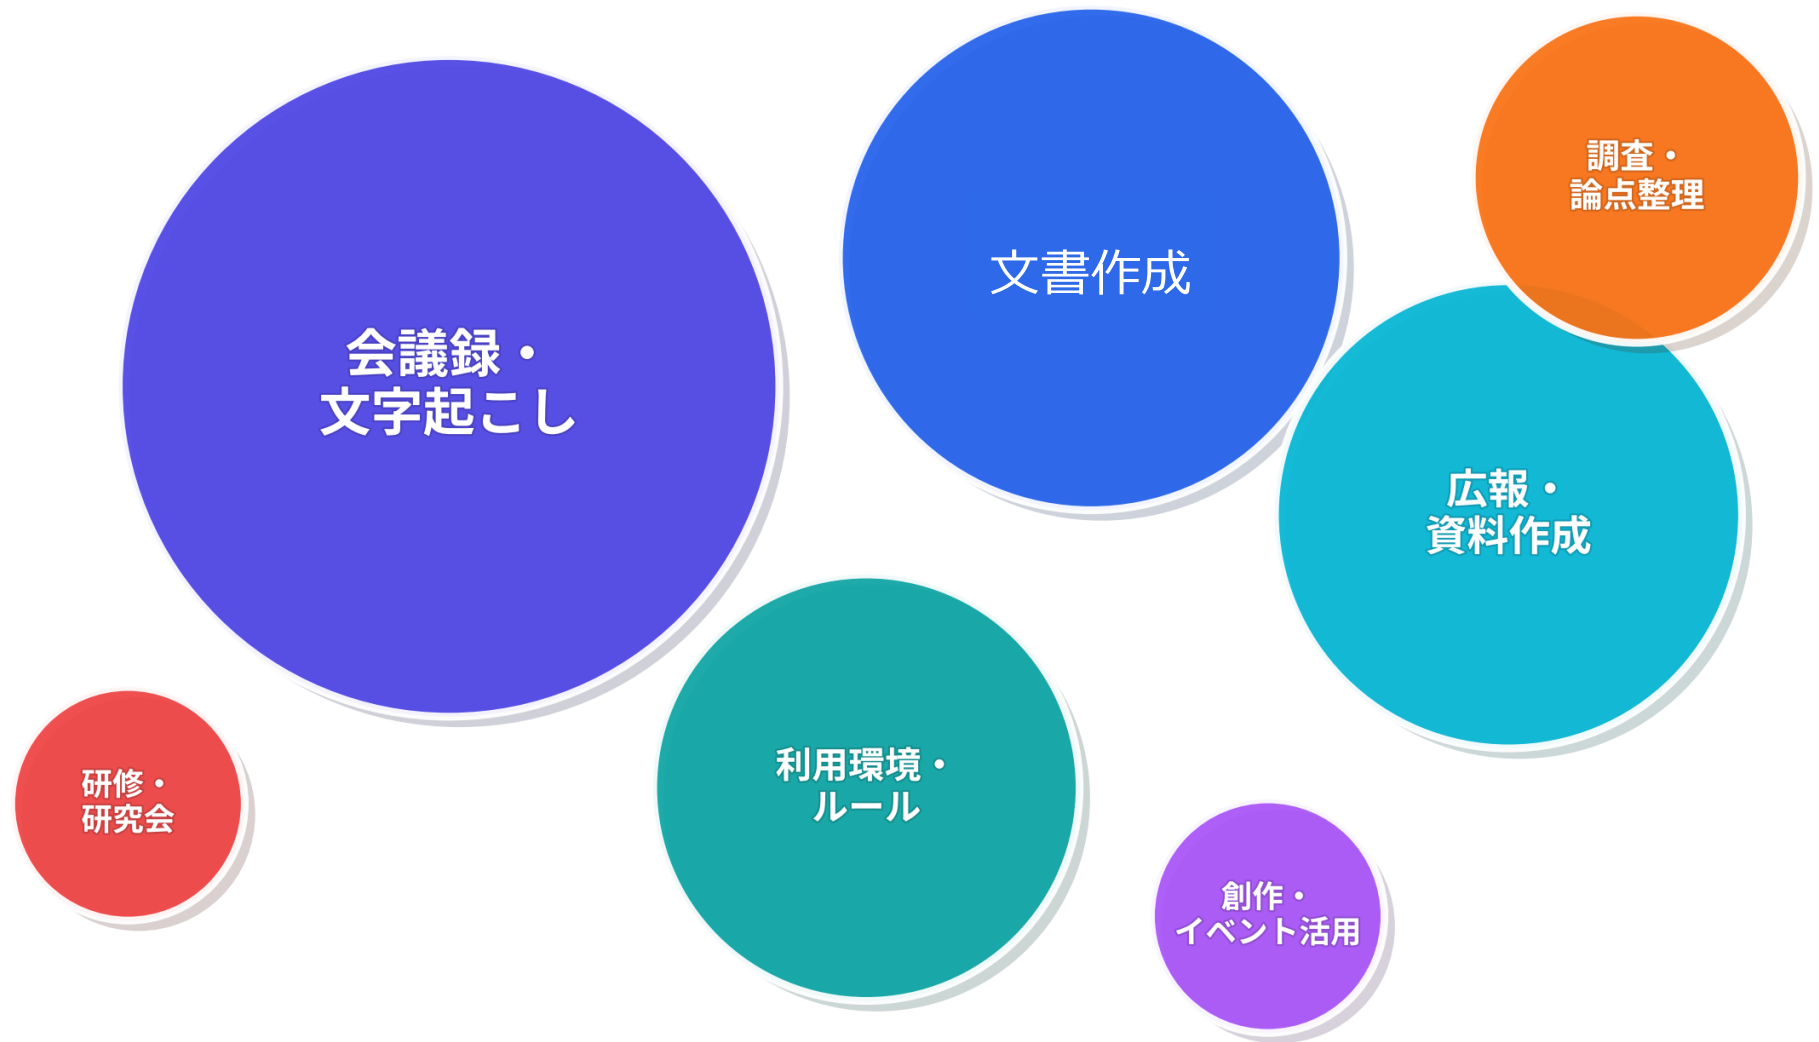 会議録・
文字起こし
文書作成
調査・
論点整理
広報・
資料作成
利用環境・
ルール
研修・
研究会
創作・
イベント活用